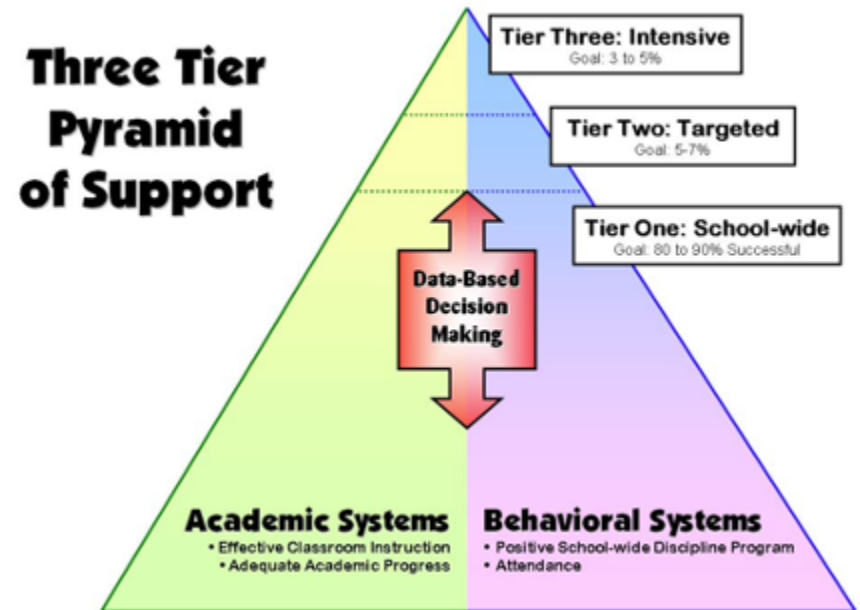 Three Tier
Pyramid
of Support
Tier Three: Intensive
Goal: 3 to 5%
Tier Two: Targeted
Goal: 5-7%
Tier One: School-wide
Goal: 80 to 90% Successful
Data-Based
Decision
Making
Academic Systems
• Effective Classroom Instruction
• Adequate Academic Progress
Behavioral Systems
• Positive School-wide Discipline Program
• Attendance